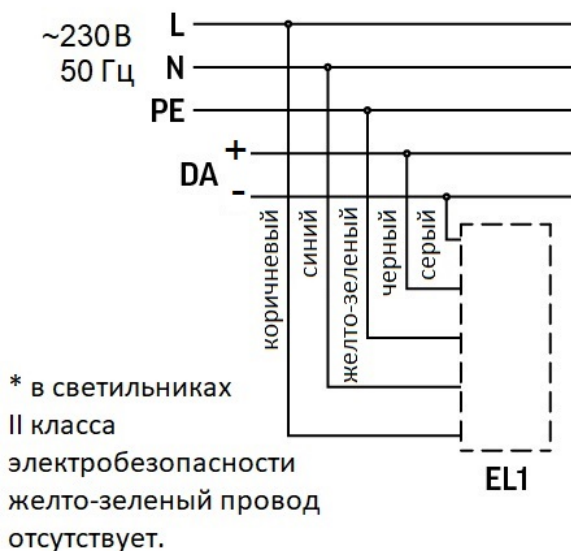 ~230 В
50 Гц
L
N
PE
DA
+
-
коричневый
синий
желто-зеленый
черный
серый
EL1
* в светильниках
II класса
электробезопасности
желто-зеленый провод
отсутствует.